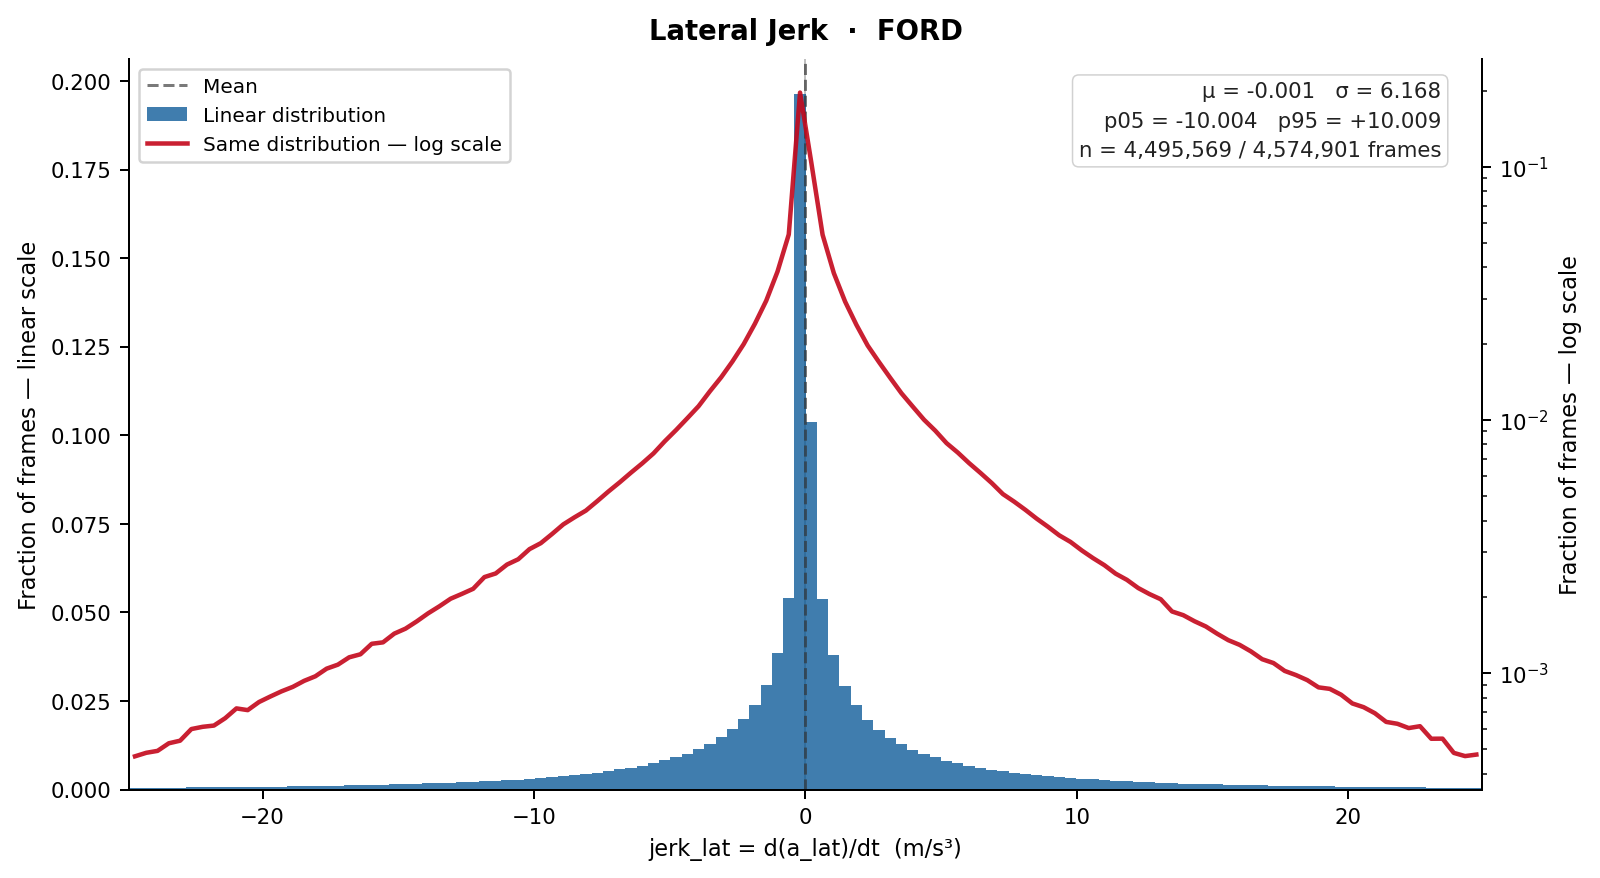 Lateral Jerk · FORD
Mean
Linear distribution
Same distribution — log scale
μ = -0.001 σ = 6.168
p05 = -10.004 p95 = +10.009
n = 4,495,569 / 4,574,901 frames
Fraction of frames — linear scale
0.200
0.175
0.150
0.125
0.100
0.075
0.050
0.025
0.000
10⁻¹
10⁻²
10⁻³
Fraction of frames — log scale
−20
−10
0
10
20
jerk_lat = d(a_lat)/dt (m/s³)